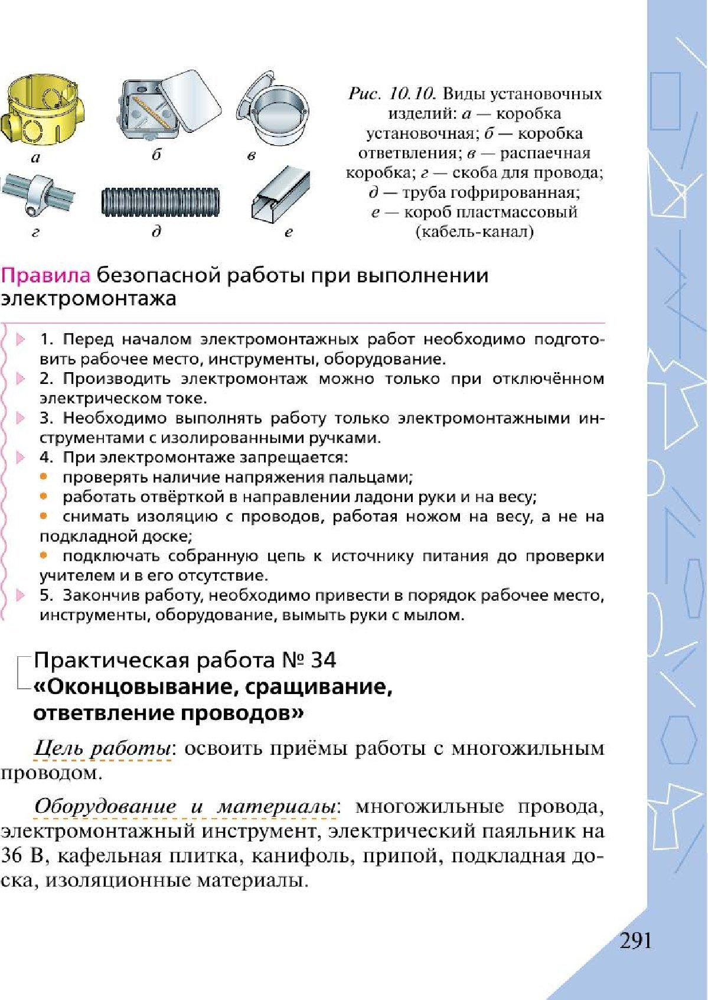 а
б
в
г
д
е
Рис. 10.10. Виды установочных
изделий: а — коробка
установочная; б — коробка
ответвления; в — распаечная
коробка; г — скоба для провода;
д — труба гофрированная;
е — короб пластмассовый
(кабель-канал)
Правила безопасной работы при выполнении
электромонтажа
1. Перед началом электромонтажных работ необходимо подгото-
вить рабочее место, инструменты, оборудование.
2. Производить электромонтаж можно только при отключённом
электрическом токе.
3. Необходимо выполнять работу только электромонтажными ин-
струментами с изолированными ручками.
4. При электромонтаже запрещается:
• проверять наличие напряжения пальцами;
• работать отвёрткой в направлении ладони руки и на весу;
• снимать изоляцию с проводов, работая ножом на весу, а не на
подкладной доске;
• подключать собранную цепь к источнику питания до проверки
учителем и в его отсутствие.
5. Закончив работу, необходимо привести в порядок рабочее место,
инструменты, оборудование, вымыть руки с мылом.
Практическая работа № 34
«Оконцовывание, сращивание,
ответвление проводов»
Цель работы: освоить приёмы работы с многожильным
проводом.
Оборудование и материалы: многожильные провода,
электромонтажный инструмент, электрический паяльник на
36 В, кафельная плитка, канифоль, припой, подкладная до-
ска, изоляционные материалы.
291